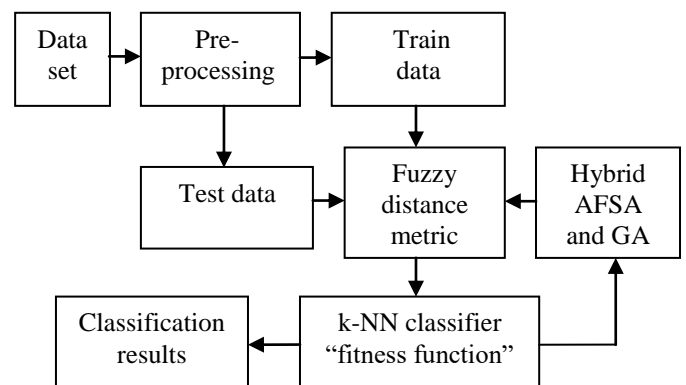 Data
set
Pre-
processing
Train
data
Test data
Fuzzy
distance
metric
Hybrid
AFSA
and GA
Classification
results
k-NN classifier
“fitness function”